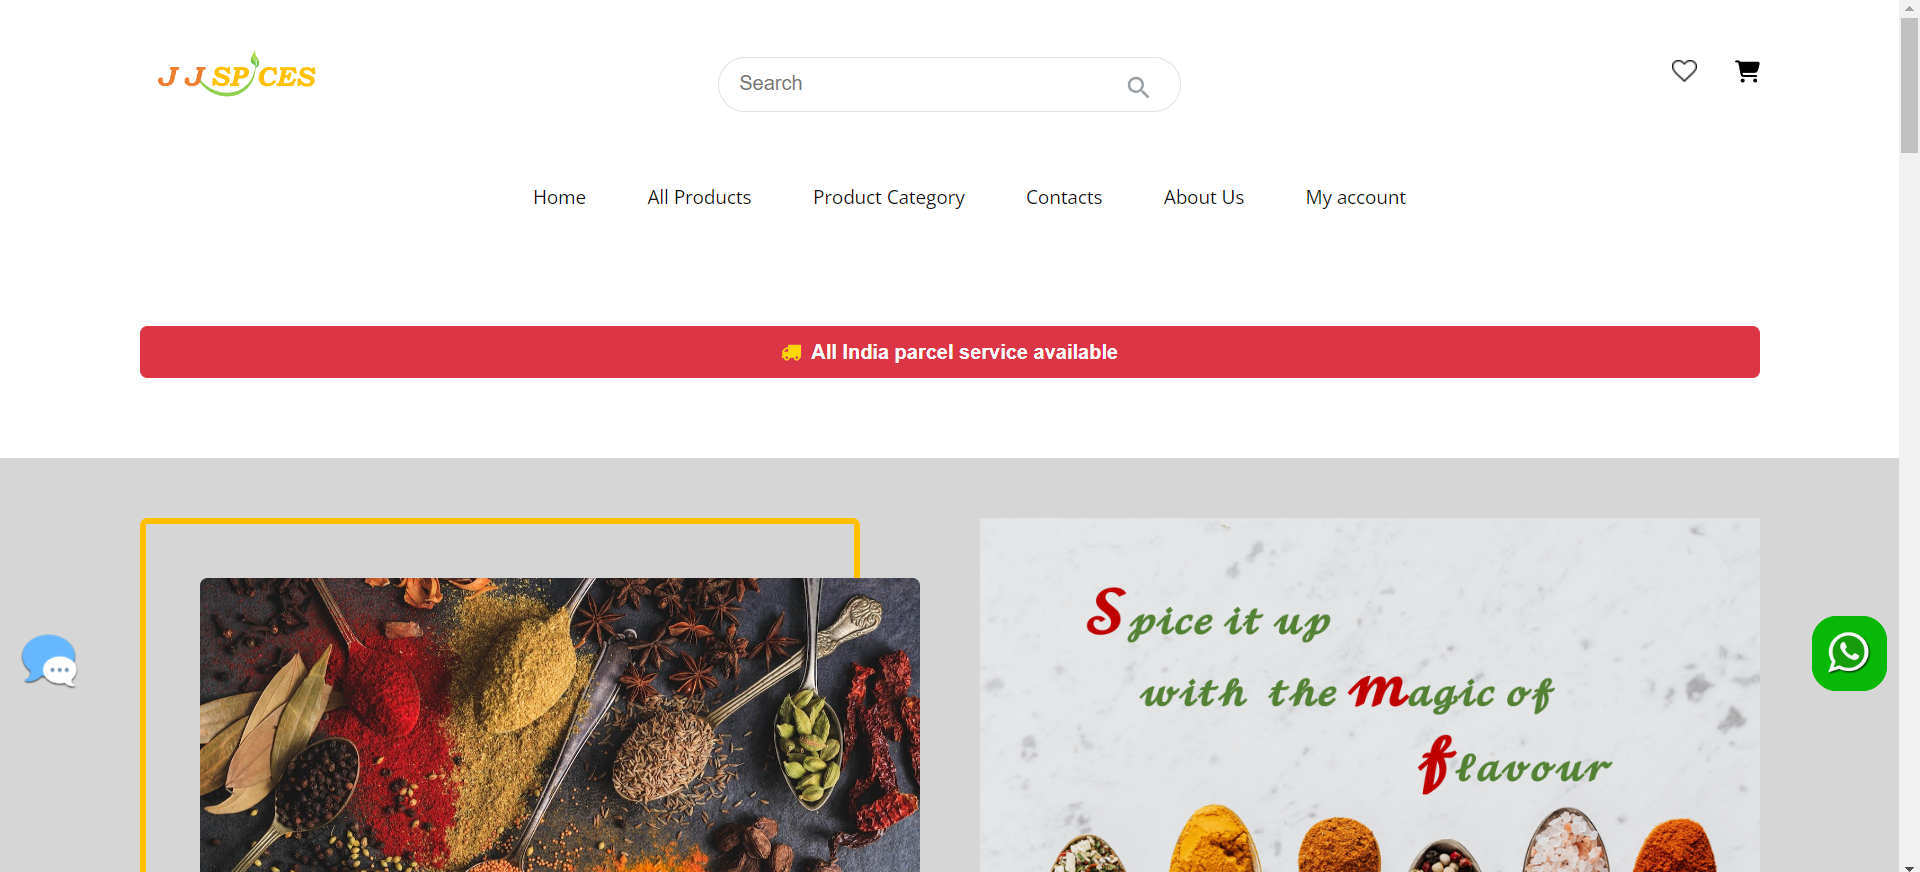 J J SPICES
Search
Home
All Products
Product Category
Contacts
About Us
My account
All India parcel service available
Spice it up
with the Magic of
flavour